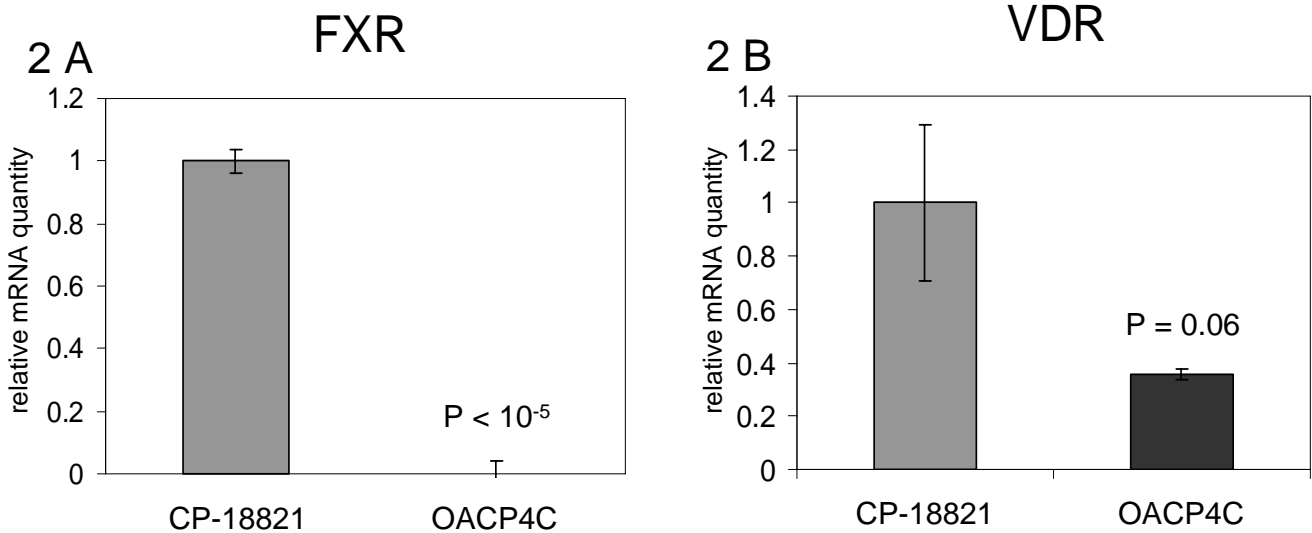 2 A
FXR
relative mRNA quantity
1.2
1
0.8
0.6
0.4
0.2
0
P < 10⁻⁵
CP-18821
OACP4C
2 B
VDR
relative mRNA quantity
1.4
1.2
1
0.8
0.6
0.4
0.2
0
P = 0.06
CP-18821
OACP4C